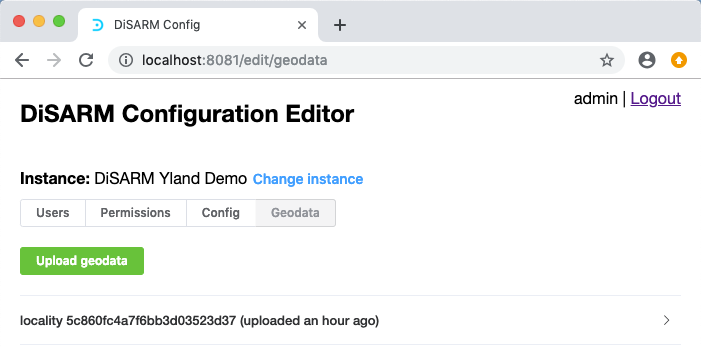 DiSARM Config
localhost:8081/edit/geodata
admin | Logout
DiSARM Configuration Editor
Instance: DiSARM Yland Demo Change instance
Users Permissions Config Geodata
Upload geodata
locality 5c860fc4a7f6bb3d03523d37 (uploaded an hour ago)